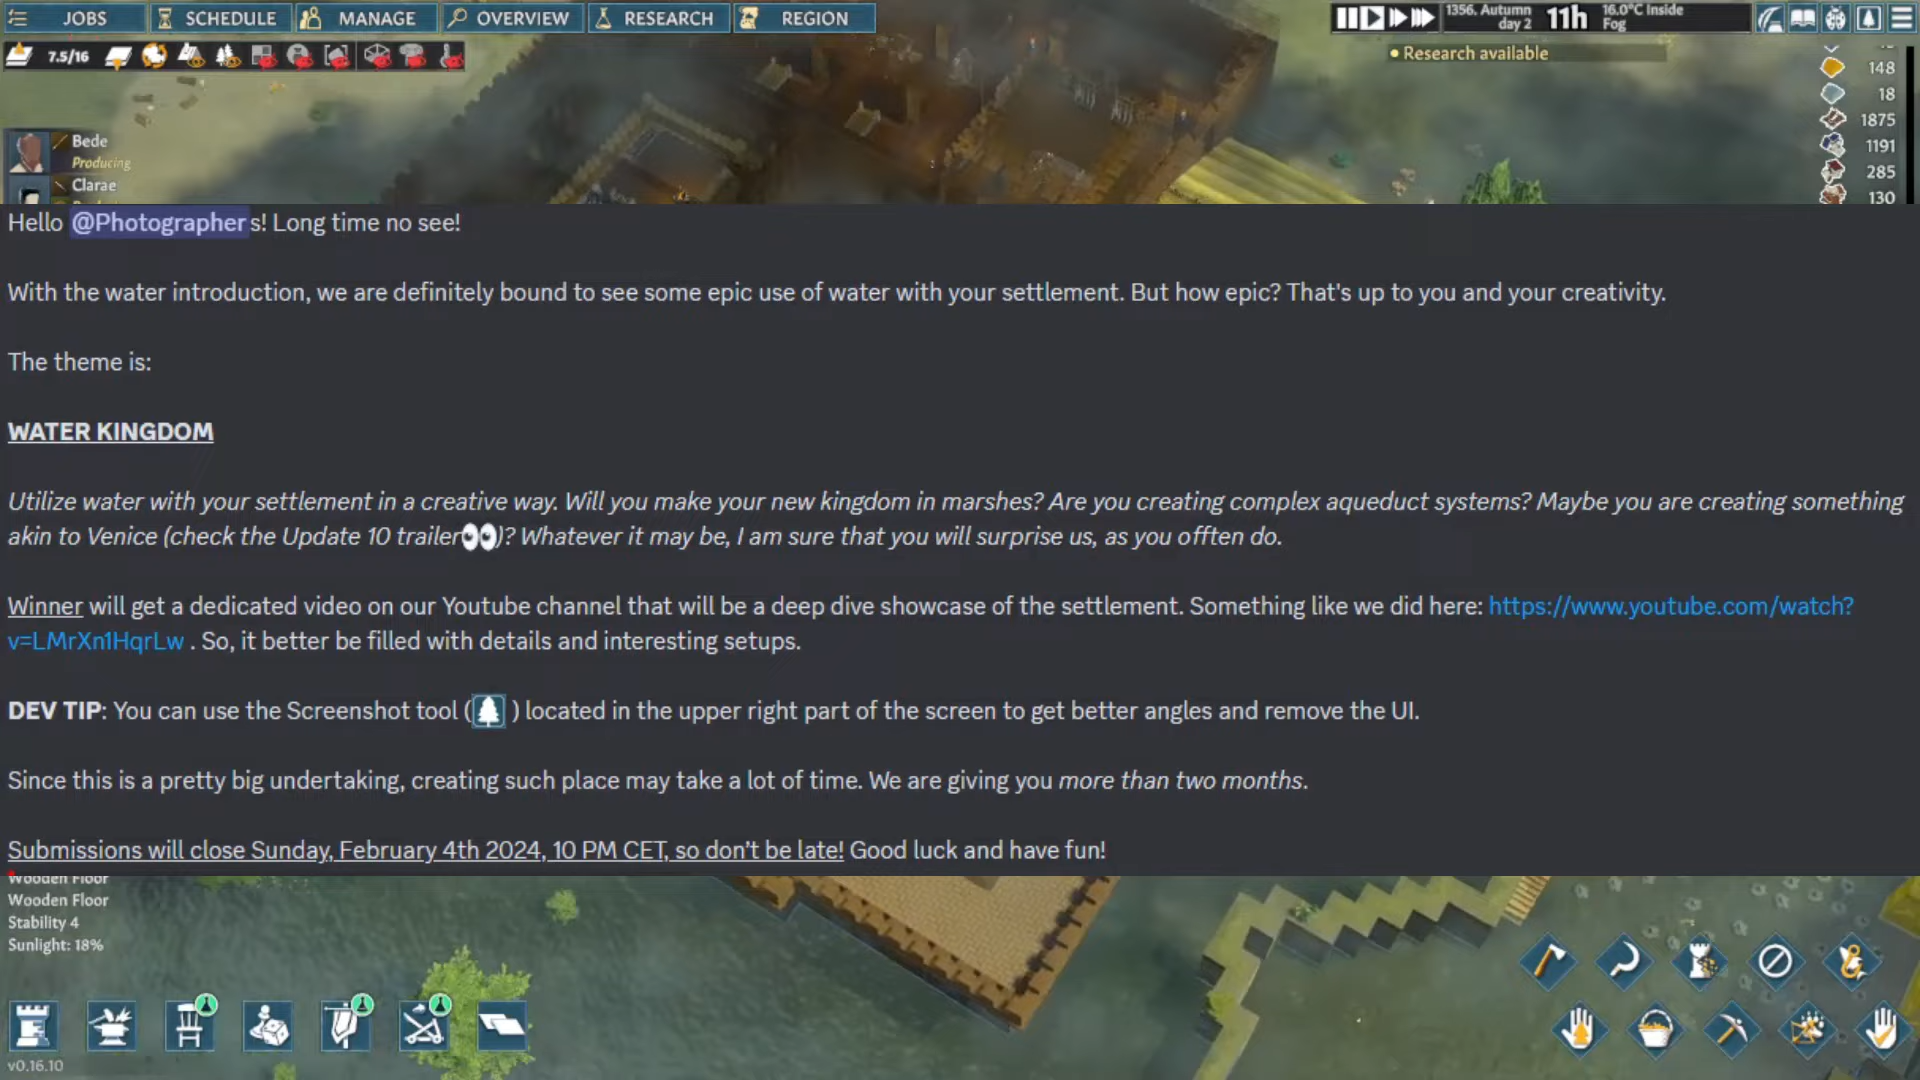 JOBS SCHEDULE MANAGE OVERVIEW RESEARCH REGION
1356. Autumn day 2 11h 16.0°C Inside Fog
7.5/16
• Research available
148
18
1875
1191
285
130
Bede
Producing
Clarae
Hello @Photographers! Long time no see!
With the water introduction, we are definitely bound to see some epic use of water with your settlement. But how epic? That's up to you and your creativity.
The theme is:
WATER KINGDOM
Utilize water with your settlement in a creative way. Will you make your new kingdom in marshes? Are you creating complex aqueduct systems? Maybe you are creating something
akin to Venice (check the Update 10 trailer👀)? Whatever it may be, I am sure that you will surprise us, as you offten do.
Winner will get a dedicated video on our Youtube channel that will be a deep dive showcase of the settlement. Something like we did here: https://www.youtube.com/watch?
v=LMrXn1HqrLw . So, it better be filled with details and interesting setups.
DEV TIP: You can use the Screenshot tool ( ) located in the upper right part of the screen to get better angles and remove the UI.
Since this is a pretty big undertaking, creating such place may take a lot of time. We are giving you more than two months.
Submissions will close Sunday, February 4th 2024, 10 PM CET, so don't be late! Good luck and have fun!
Wooden Floor
Wooden Floor
Stability 4
Sunlight: 18%
v0.16.10